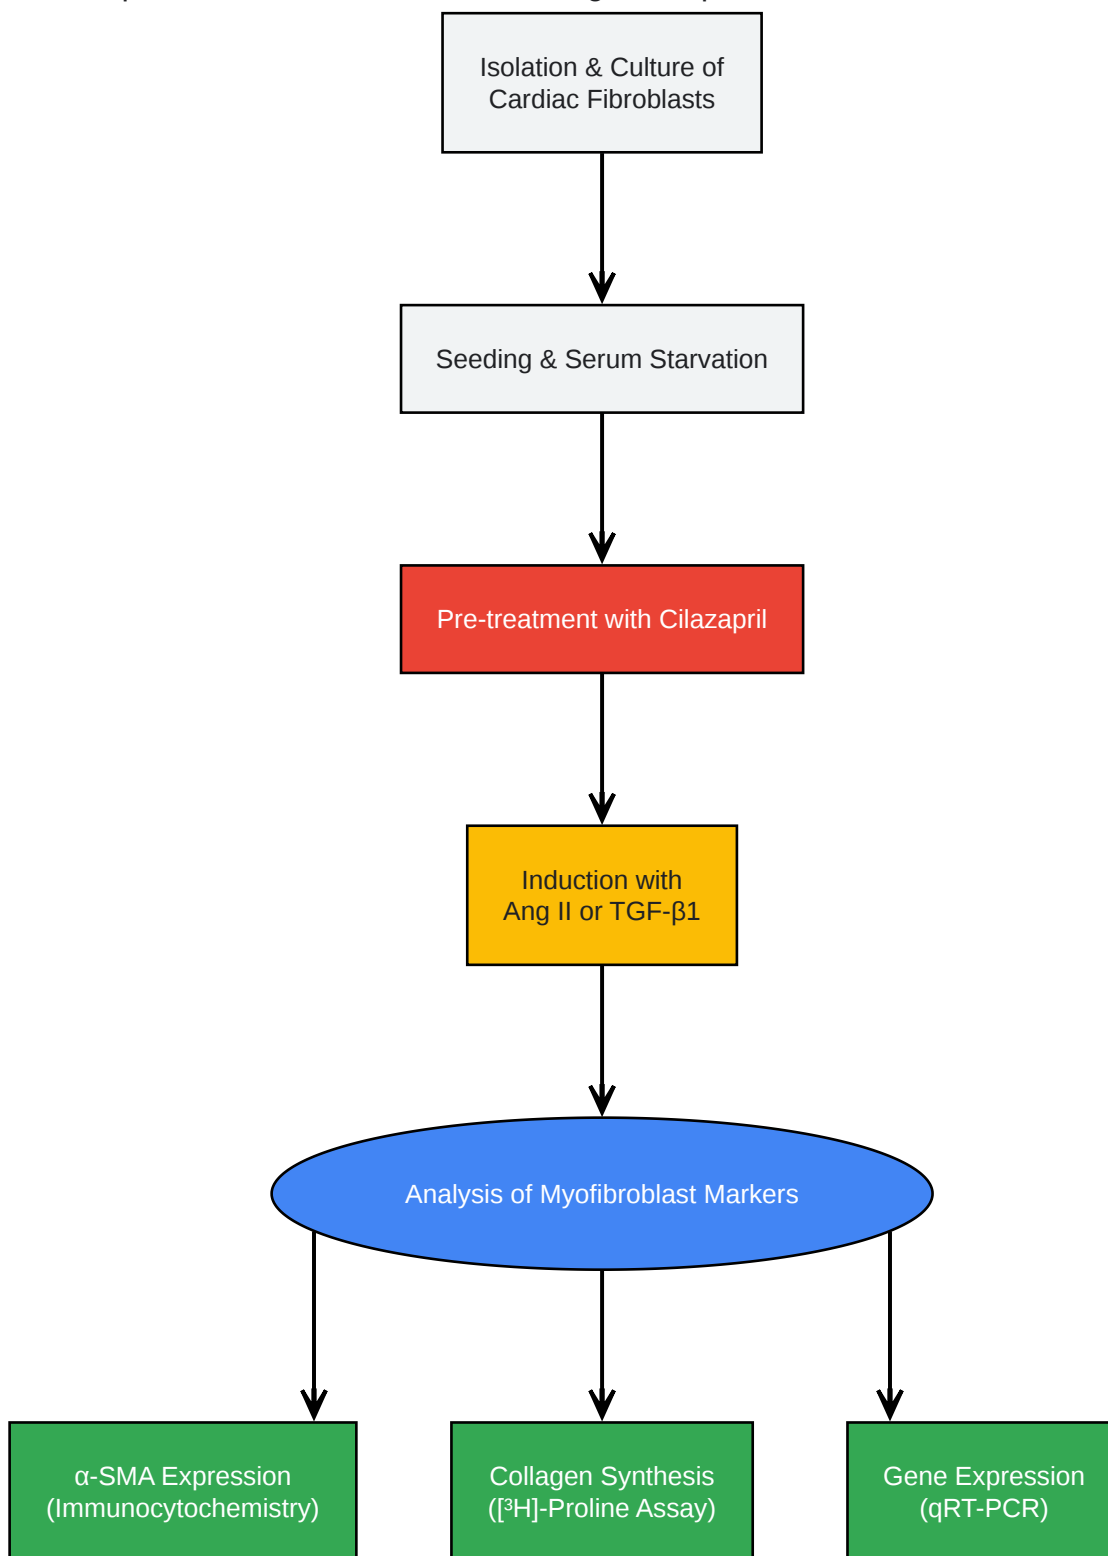 Isolation & Culture of
Cardiac Fibroblasts
Seeding & Serum Starvation
Pre-treatment with Cilazapril
Induction with
Ang II or TGF-β1
Analysis of Myofibroblast Markers
α-SMA Expression
(Immunocytochemistry)
Collagen Synthesis
([³H]-Proline Assay)
Gene Expression
(qRT-PCR)